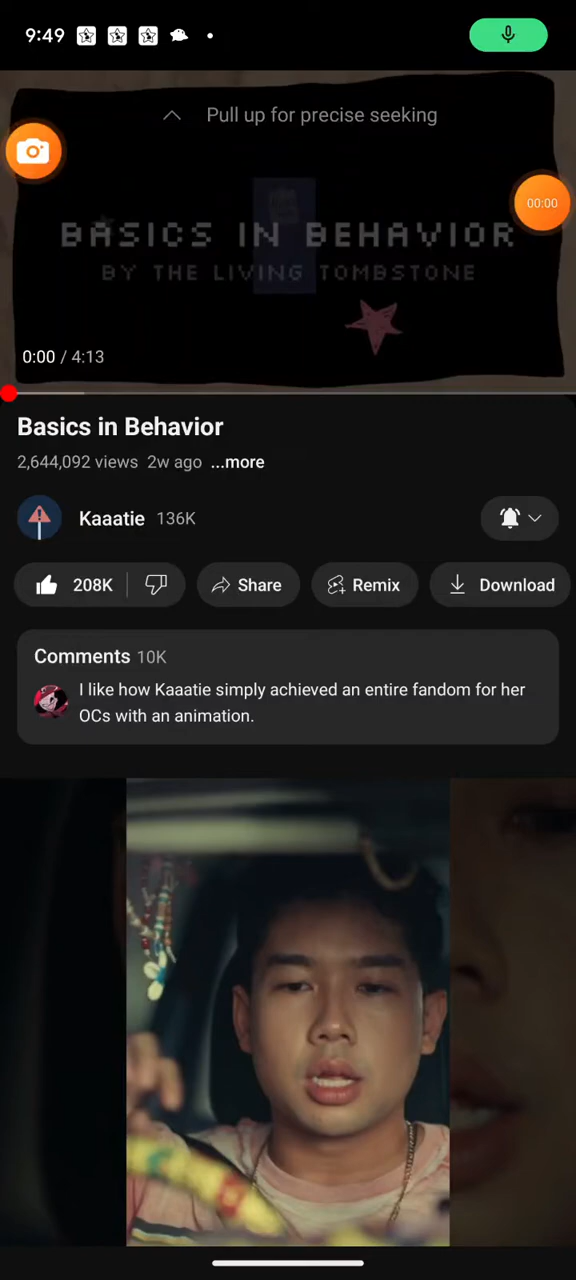 9:49
Pull up for precise seeking
00:00
BASICS IN BEHAVIOR
BY THE LIVING TOMBSTONE
0:00 / 4:13
Basics in Behavior
2,644,092 views 2w ago ...more
Kaaatie 136K
208K Share Remix Download
Comments 10K
I like how Kaaatie simply achieved an entire fandom for her
OCs with an animation.